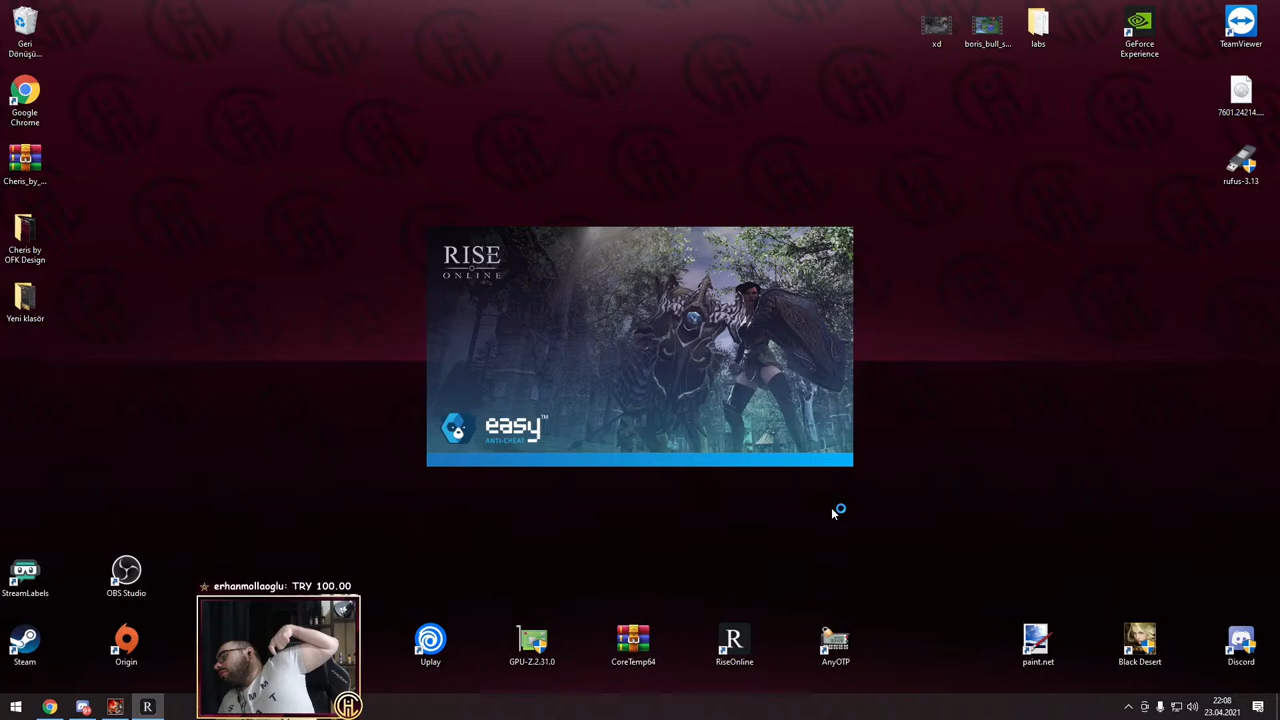 Geri
Dönüşü...
Google
Chrome
Cheris_by_...
Cheris by
OFK Design
Yeni klasör
xd
boris_bull_s...
labs
GeForce
Experience
TeamViewer
7601.24214....
rufus-3.13
RISE
ONLINE
easy™
ANTI-CHEAT
StreamLabels
OBS Studio
erhanmollaoglu: TRY 100.00
Steam
Origin
Uplay
GPU-Z.2.31.0
CoreTemp64
R
RiseOnline
AnyOTP
paint.net
Black Desert
Discord
R
22:08
23.04.2021